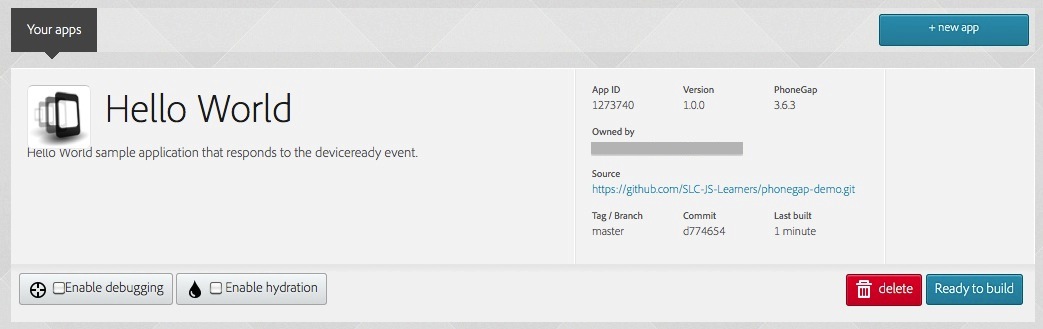 Your apps
+ new app
Hello World
Hello World sample application that responds to the deviceready event.
App ID Version PhoneGap
1273740 1.0.0 3.6.3
Owned by
Source
https://github.com/SLC-JS-Learners/phonegap-demo.git
Tag / Branch Commit Last built
master d774654 1 minute
Enable debugging Enable hydration delete Ready to build